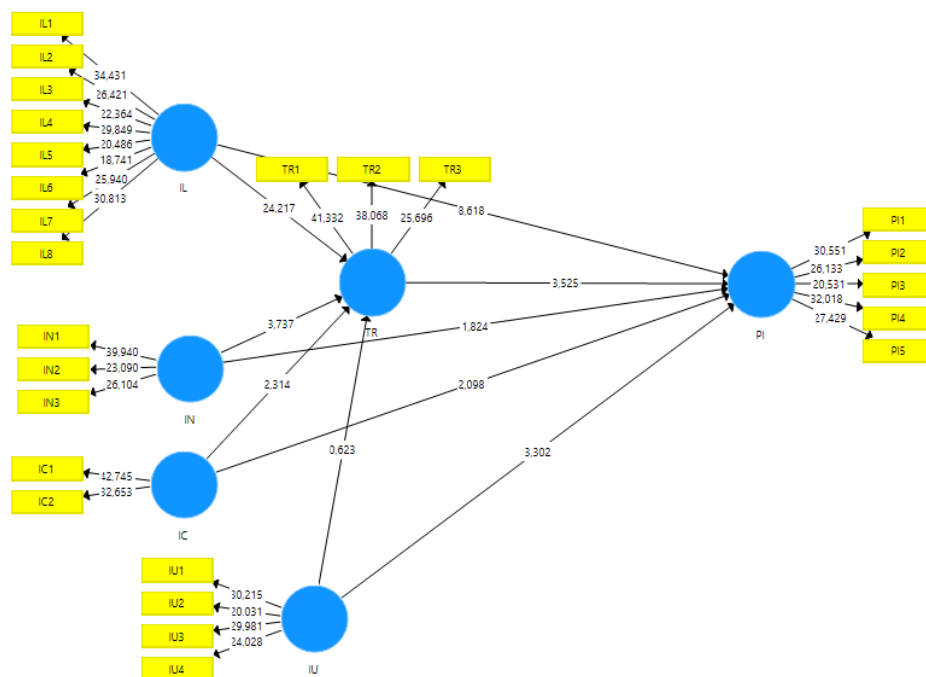 IL1
IL2
IL3
IL4
IL5
IL6
IL7
IL8
34,431
26,421
22,364
29,849
20,486
18,741
25,940
30,813
IL
TR1
TR2
TR3
41,332
38,068
25,696
24,217
8,618
TR
3,525
PI1
PI2
PI3
PI4
PI5
30,551
26,133
20,531
32,018
27,429
PI
IN1
IN2
IN3
39,940
23,090
26,104
IN
3,737
1,824
2,314
2,098
IC1
IC2
42,745
32,653
IC
0,623
3,302
IU1
IU2
IU3
IU4
30,215
20,031
29,981
24,028
IU